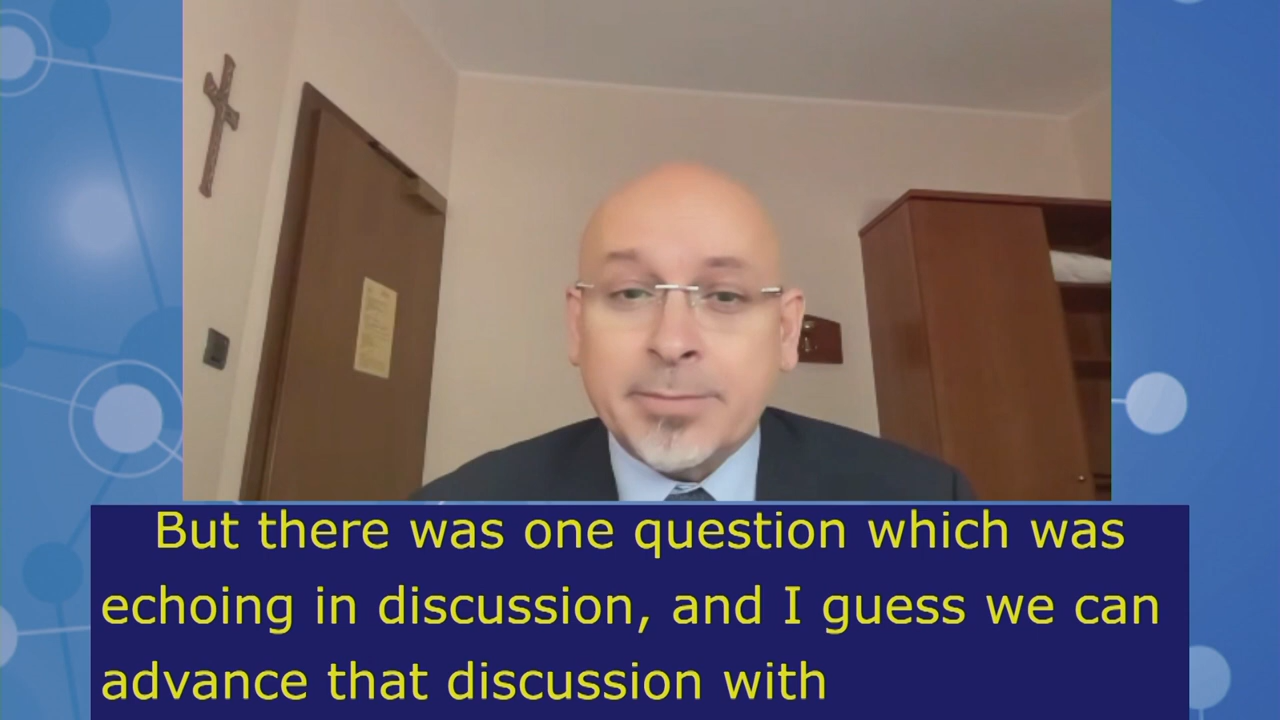 But there was one question which was
echoing in discussion, and I guess we can
advance that discussion with